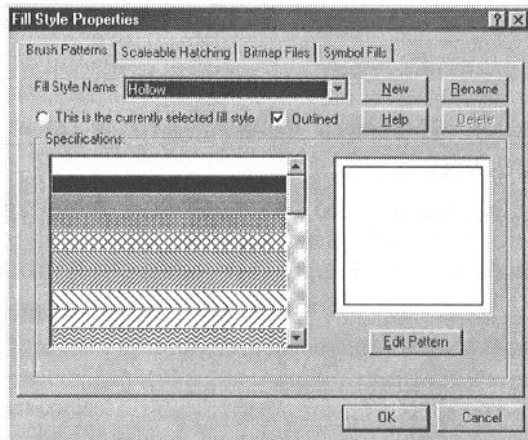 Fill Style Properties
Brush Patterns Scaleable Hatching Bitmap Files Symbol Fills
Fill Style Name: Hollow New Rename
This is the currently selected fill style Outlined Help Delete
Specifications:
Edit Pattern
OK Cancel